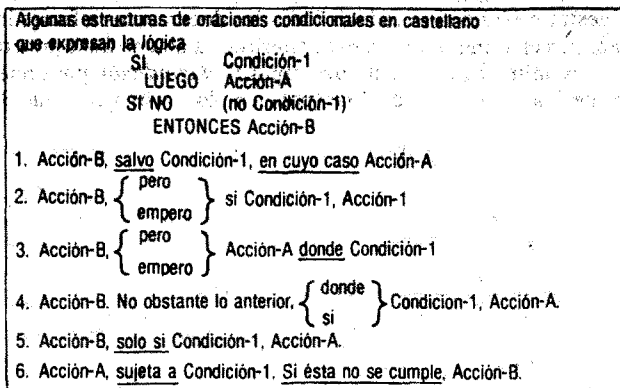 Algunas estructuras de oraciones condicionales en castellano
que expresan la lógica
SI Condición-1
LUEGO Acción-A
SI NO (no Condición-1)
ENTONCES Acción-B
1. Acción-B, salvo Condición-1, en cuyo caso Acción-A
2. Acción-B, { pero empero } si Condición-1, Acción-1
3. Acción-B, { pero empero } Acción-A donde Condición-1
4. Acción-B. No obstante lo anterior, { donde si } Condicion-1, Acción-A.
5. Acción-B, solo si Condición-1, Acción-A.
6. Acción-A, sujeta a Condición-1. Si ésta no se cumple, Acción-B.